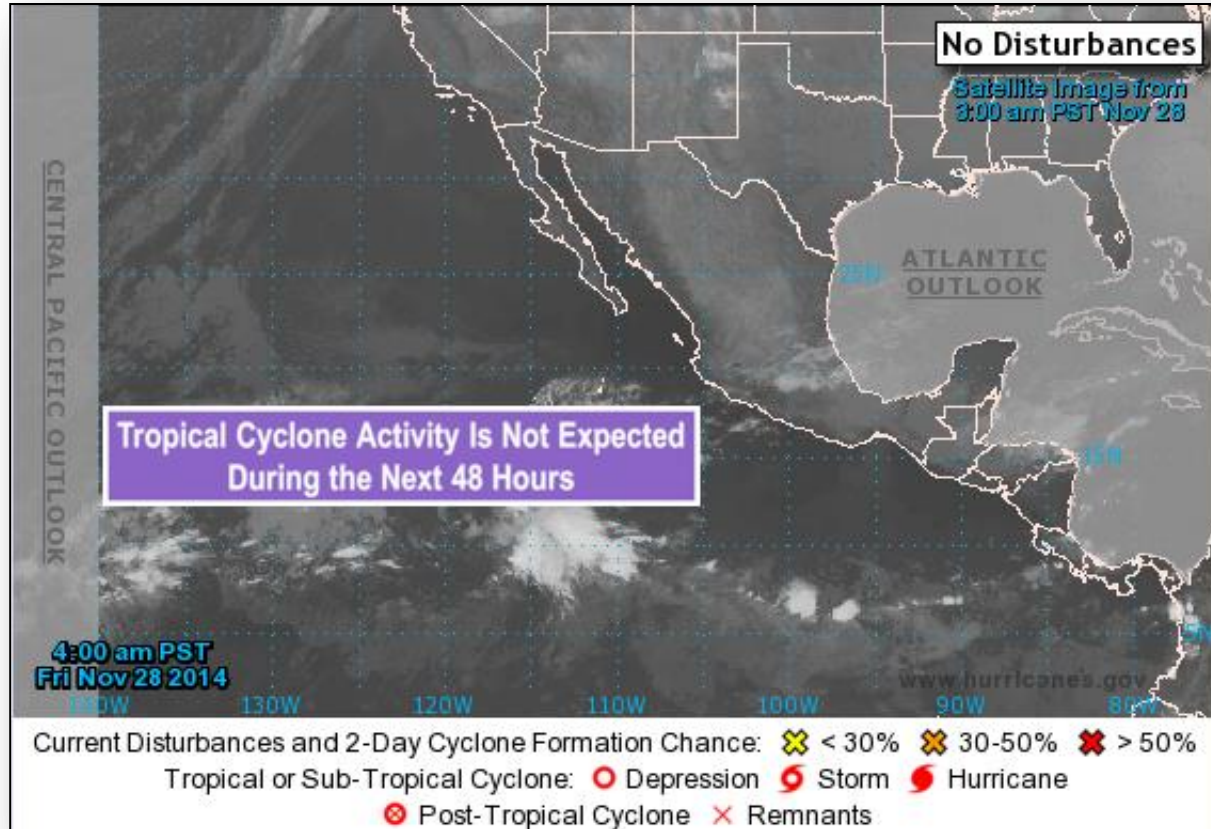 No Disturbances
Satellite Image from
3:00 am PST Nov 28
CENTRAL PACIFIC OUTLOOK
ATLANTIC
OUTLOOK
25N
Tropical Cyclone Activity Is Not Expected
During the Next 48 Hours
15N
5N
4:00 am PST
Fri Nov 28 2014
www.hurricanes.gov
140W 130W 120W 110W 100W 90W 80W
Current Disturbances and 2-Day Cyclone Formation Chance: < 30% 30-50% > 50%
Tropical or Sub-Tropical Cyclone: Depression Storm Hurricane
Post-Tropical Cyclone Remnants